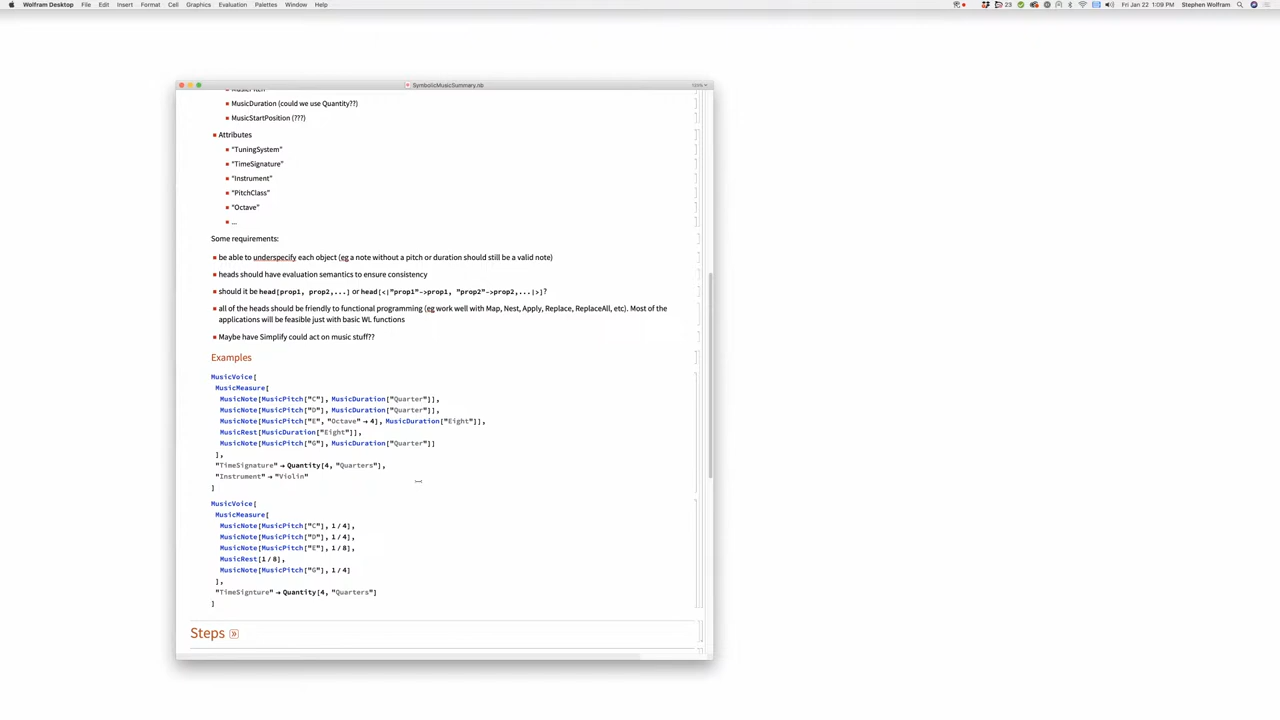 Wolfram Desktop File Edit Insert Format Cell Graphics Evaluation Palettes Window Help 23 Fri Jan 22 1:09 PM Stephen Wolfram
SymbolicMusicSummary.nb
MusicPitch
MusicDuration (could we use Quantity??)
MusicStartPosition (???)
Attributes
"TuningSystem"
"TimeSignature"
"Instrument"
"PitchClass"
"Octave"
...
Some requirements:
be able to underspecify each object (eg a note without a pitch or duration should still be a valid note)
heads should have evaluation semantics to ensure consistency
should it be head[prop1, prop2,...] or head[<|"prop1"->prop1, "prop2"->prop2,...|>]?
all of the heads should be friendly to functional programming (eg work well with Map, Nest, Apply, Replace, ReplaceAll, etc). Most of the
applications will be feasible just with basic WL functions
Maybe have Simplify could act on music stuff??
Examples
MusicVoice[
MusicMeasure[
MusicNote[MusicPitch["C"], MusicDuration["Quarter"]],
MusicNote[MusicPitch["D"], MusicDuration["Quarter"]],
MusicNote[MusicPitch["E", "Octave" → 4], MusicDuration["Eight"]],
MusicRest[MusicDuration["Eight"]],
MusicNote[MusicPitch["G"], MusicDuration["Quarter"]]
],
"TimeSignature" → Quantity[4, "Quarters"],
"Instrument" → "Violin"
]
MusicVoice[
MusicMeasure[
MusicNote[MusicPitch["C"], 1/4],
MusicNote[MusicPitch["D"], 1/4],
MusicNote[MusicPitch["E"], 1/8],
MusicRest[1/8],
MusicNote[MusicPitch["G"], 1/4]
],
"TimeSignture" → Quantity[4, "Quarters"]
]
Steps »